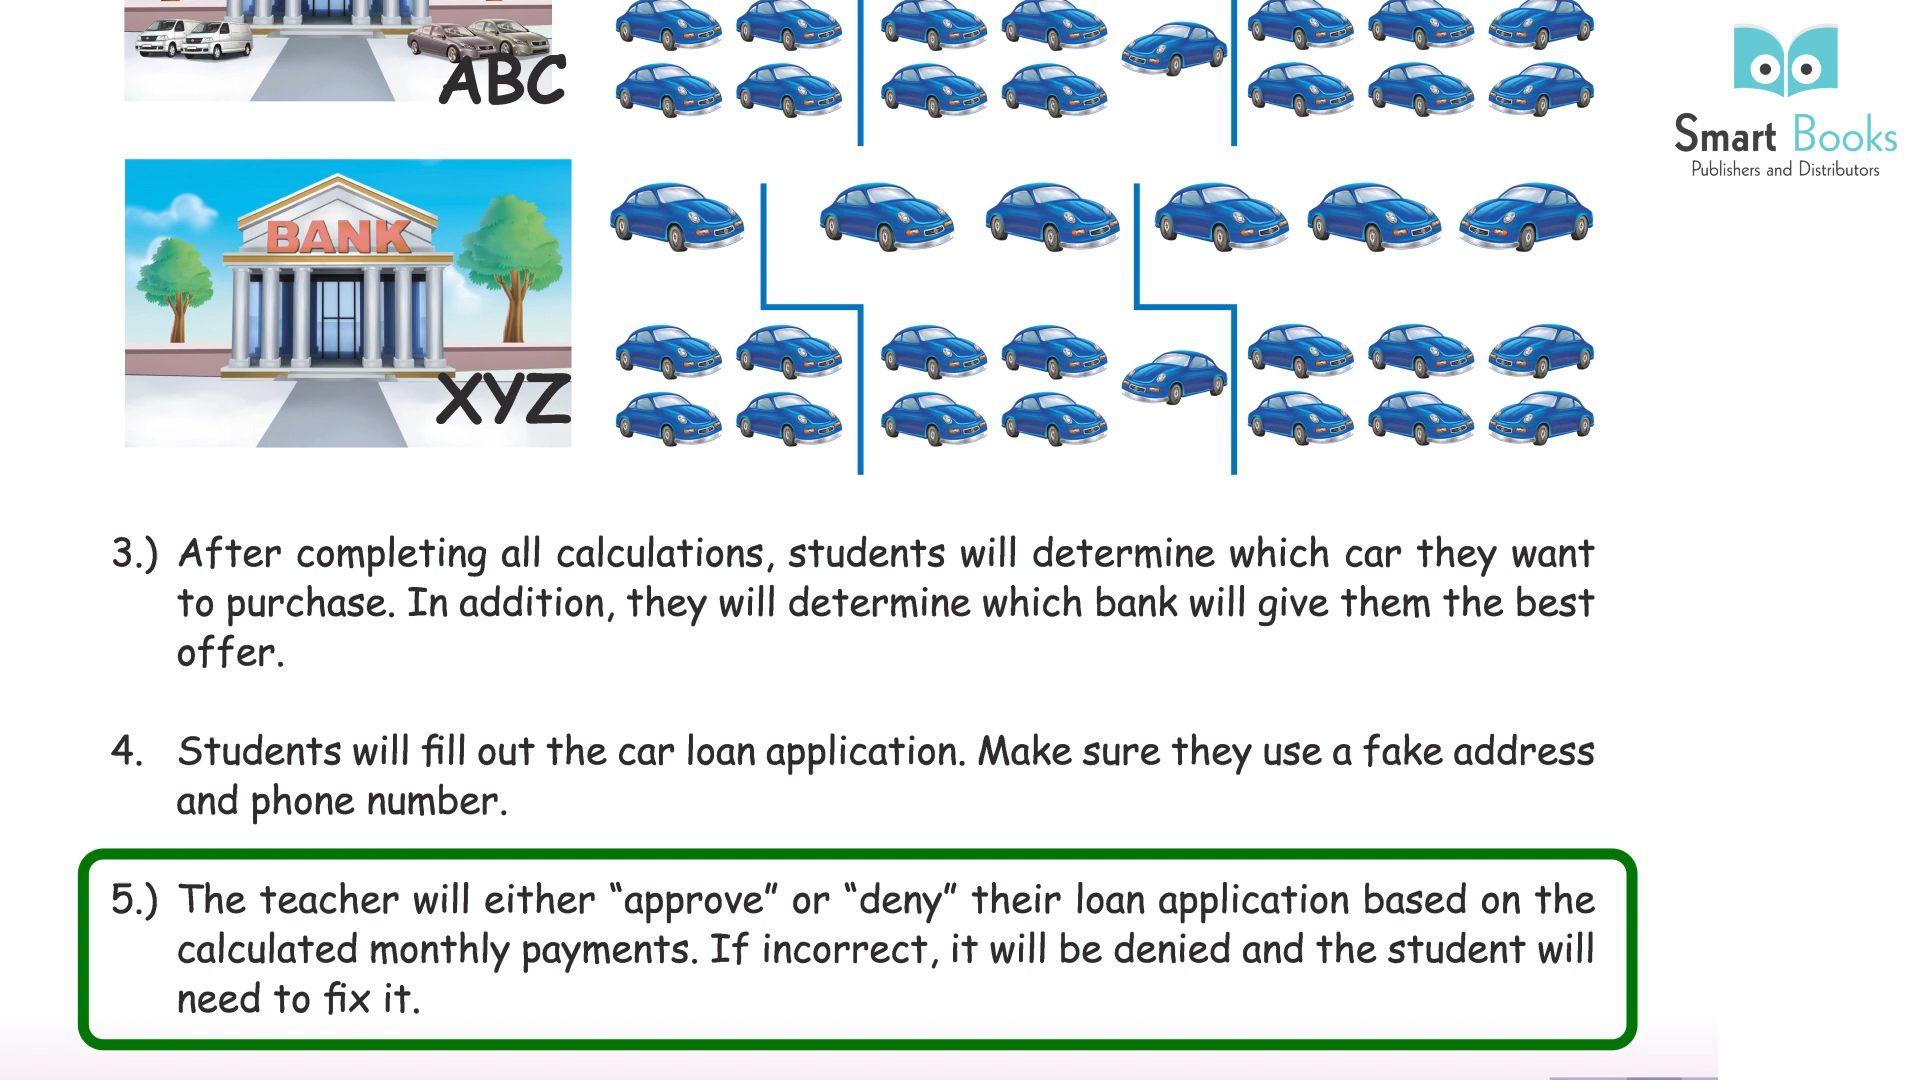 ABC
Smart Books
Publishers and Distributors
BANK
XYZ
3.) After completing all calculations, students will determine which car they want
to purchase. In addition, they will determine which bank will give them the best
offer.
4. Students will fill out the car loan application. Make sure they use a fake address
and phone number.
5.) The teacher will either “approve” or “deny” their loan application based on the
calculated monthly payments. If incorrect, it will be denied and the student will
need to fix it.